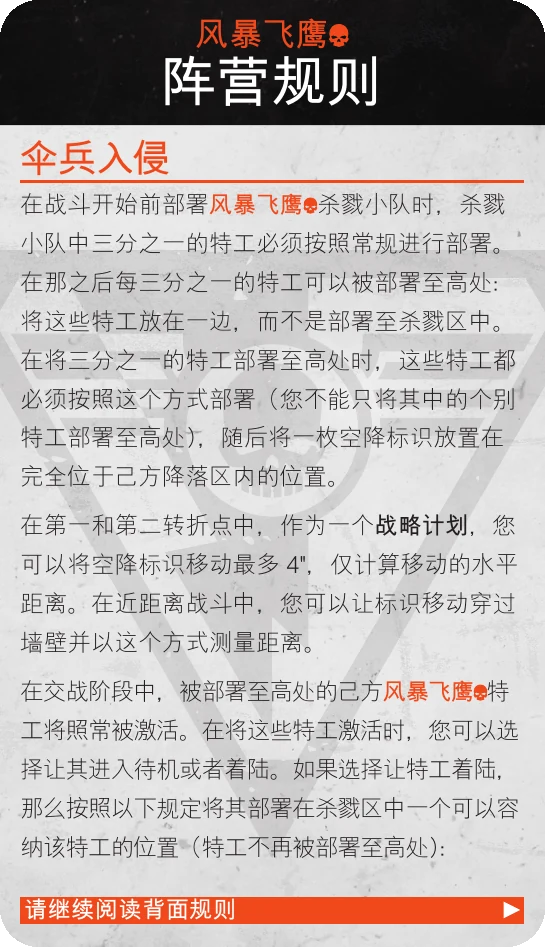 风暴飞鹰
阵营规则
伞兵入侵
在战斗开始前部署风暴飞鹰杀戮小队时，杀戮
小队中三分之一的特工必须按照常规进行部署。
在那之后每三分之一的特工可以被部署至高处：
将这些特工放在一边，而不是部署至杀戮区中。
在将三分之一的特工部署至高处时，这些特工都
必须按照这个方式部署（您不能只将其中的个别
特工部署至高处），随后将一枚空降标识放置在
完全位于己方降落区内的位置。
在第一和第二转折点中，作为一个战略计划，您
可以将空降标识移动最多 4"，仅计算移动的水平
距离。在近距离战斗中，您可以让标识移动穿过
墙壁并以这个方式测量距离。
在交战阶段中，被部署至高处的己方风暴飞鹰特
工将照常被激活。在将这些特工激活时，您可以选
择让其进入待机或者着陆。如果选择让特工着陆，
那么按照以下规定将其部署在杀戮区中一个可以容
纳该特工的位置（特工不再被部署至高处）：
请继续阅读背面规则